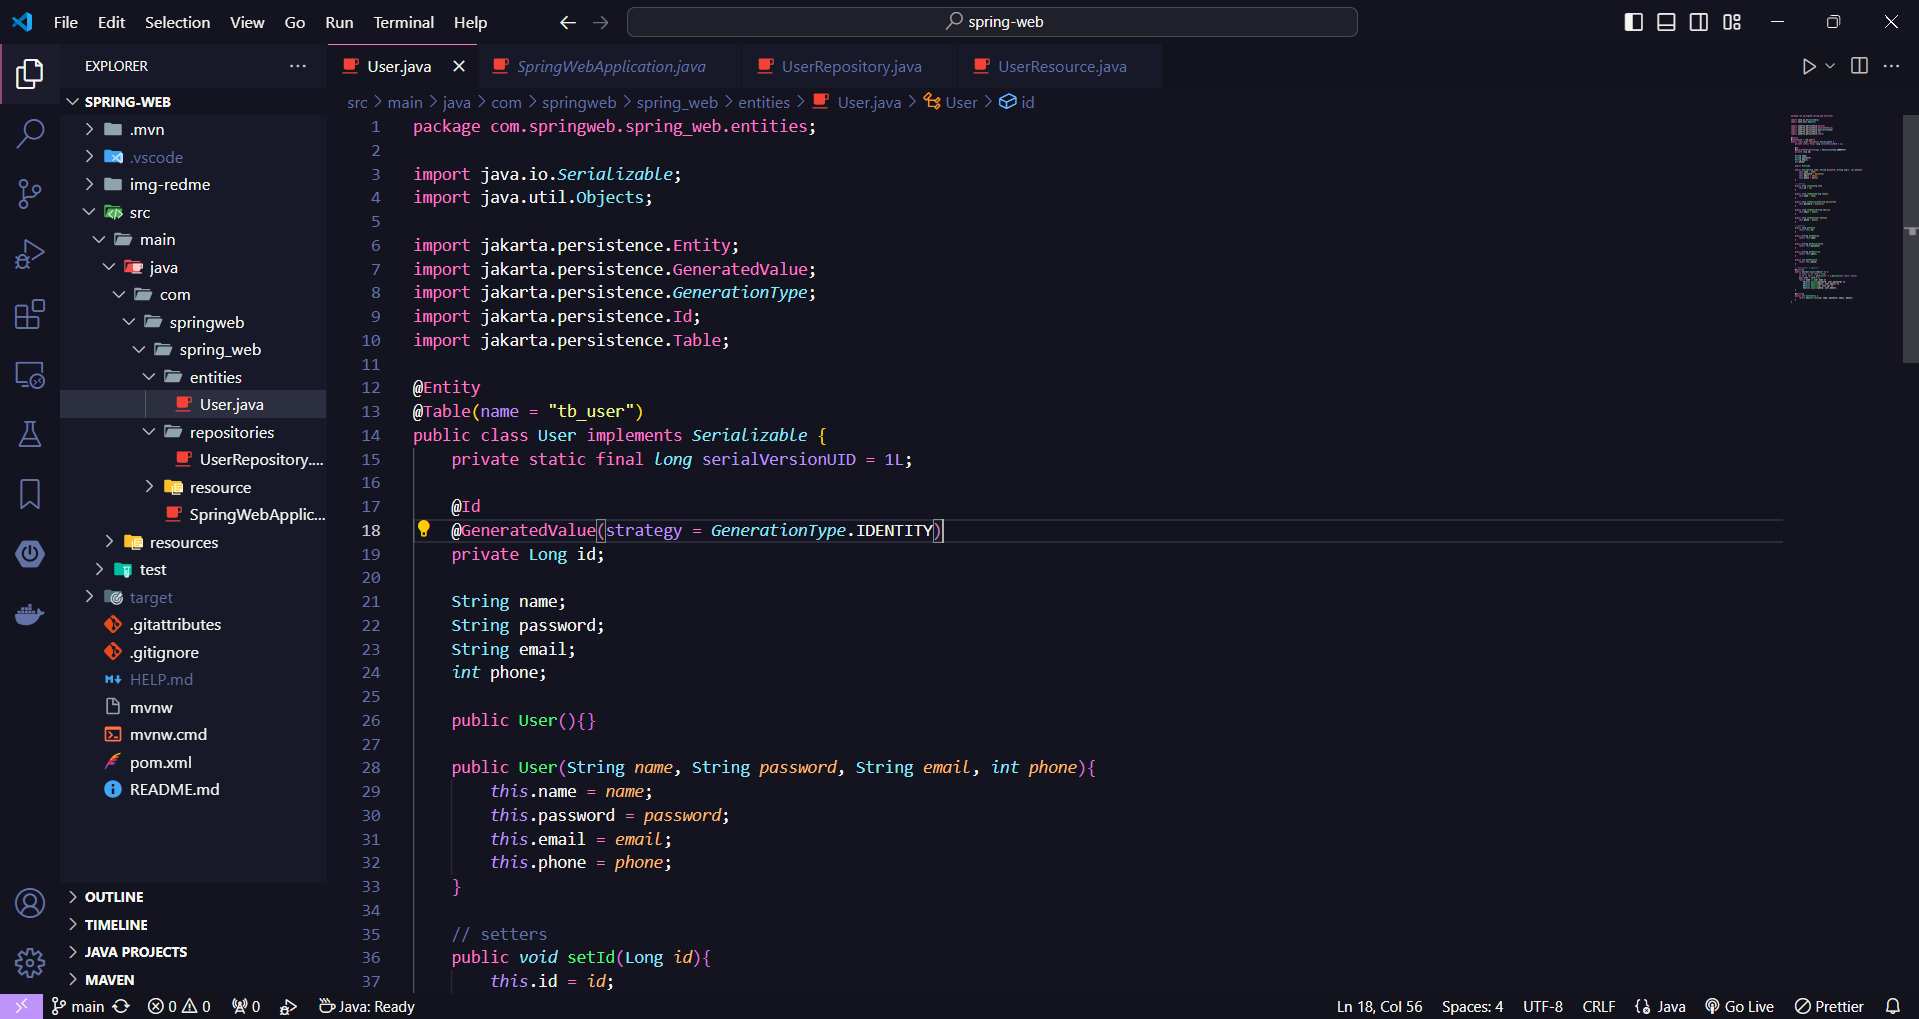 File Edit Selection View Go Run Terminal Help
spring-web
EXPLORER
SPRING-WEB
.mvn
.vscode
img-redme
src
main
java
com
springweb
spring_web
entities
User.java
repositories
UserRepository....
resource
SpringWebApplic...
resources
test
target
.gitattributes
.gitignore
HELP.md
mvnw
mvnw.cmd
pom.xml
README.md
OUTLINE
TIMELINE
JAVA PROJECTS
MAVEN
User.java SpringWebApplication.java UserRepository.java UserResource.java
src > main > java > com > springweb > spring_web > entities > User.java > User > id
1 package com.springweb.spring_web.entities;
2
3 import java.io.Serializable;
4 import java.util.Objects;
5
6 import jakarta.persistence.Entity;
7 import jakarta.persistence.GeneratedValue;
8 import jakarta.persistence.GenerationType;
9 import jakarta.persistence.Id;
10 import jakarta.persistence.Table;
11
12 @Entity
13 @Table(name = "tb_user")
14 public class User implements Serializable {
15 private static final long serialVersionUID = 1L;
16
17 @Id
18 @GeneratedValue(strategy = GenerationType.IDENTITY)
19 private Long id;
20
21 String name;
22 String password;
23 String email;
24 int phone;
25
26 public User(){}
27
28 public User(String name, String password, String email, int phone){
29 this.name = name;
30 this.password = password;
31 this.email = email;
32 this.phone = phone;
33 }
34
35 // setters
36 public void setId(Long id){
37 this.id = id;
main 0 0 0 Java: Ready Ln 18, Col 56 Spaces: 4 UTF-8 CRLF Java Go Live Prettier